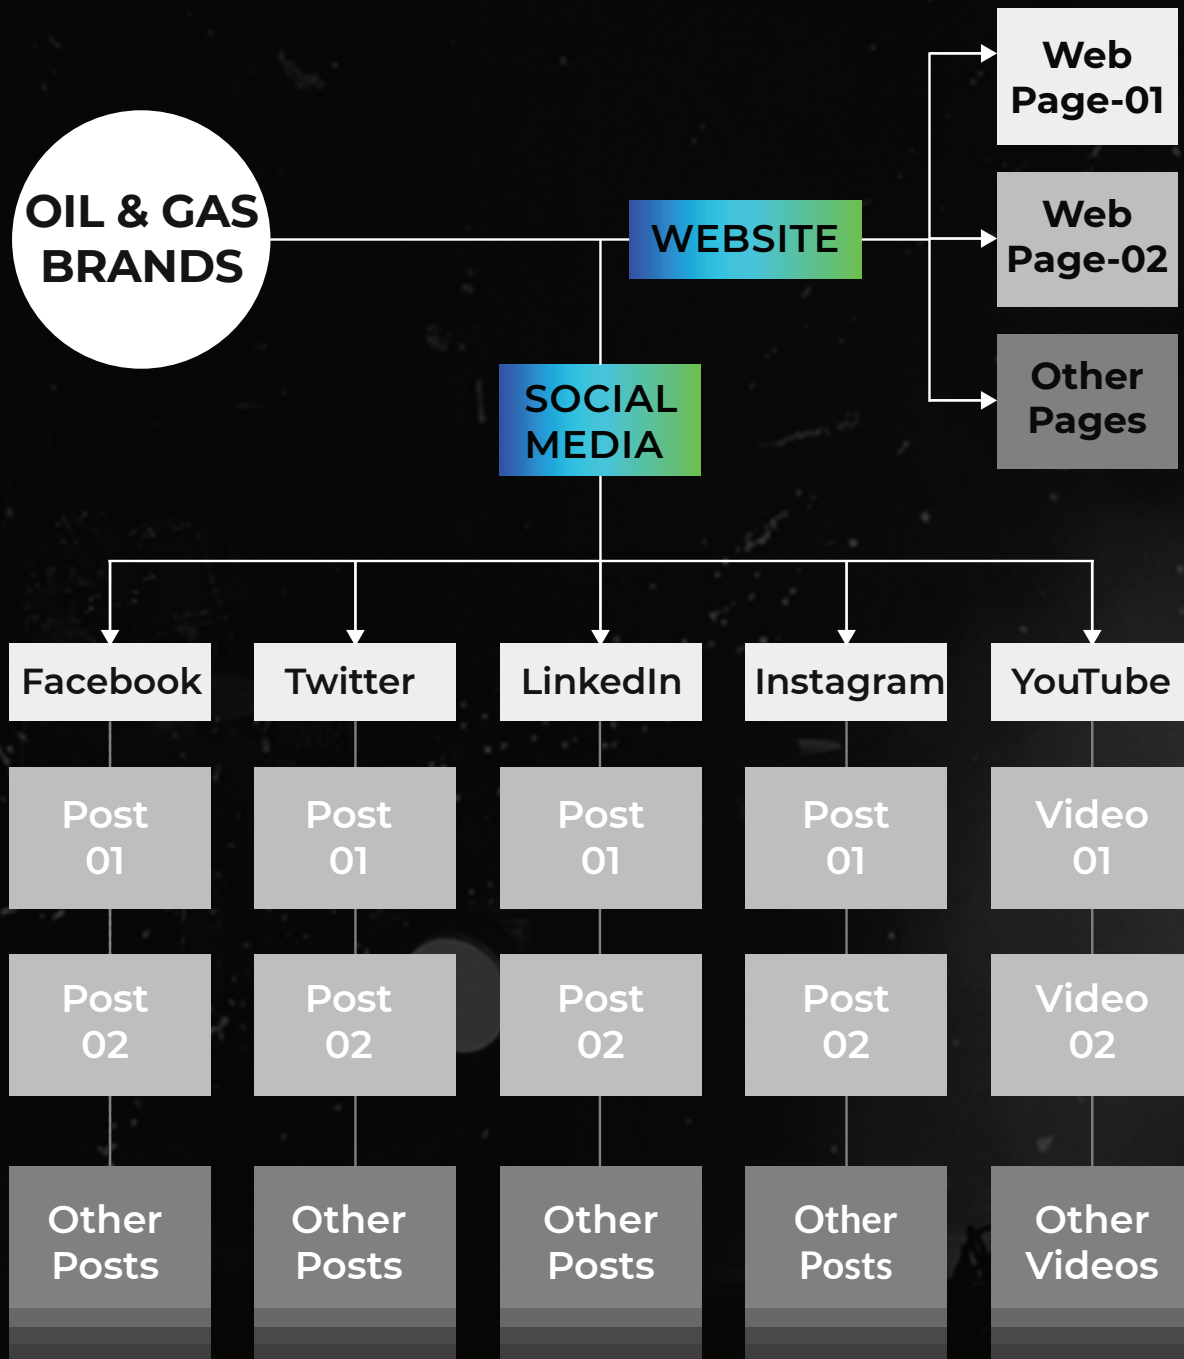 Web
Page-01
OIL & GAS
BRANDS
WEBSITE
Web
Page-02
Other
Pages
SOCIAL
MEDIA
Facebook
Twitter
LinkedIn
Instagram
YouTube
Post
01
Post
01
Post
01
Post
01
Video
01
Post
02
Post
02
Post
02
Post
02
Video
02
Other
Posts
Other
Posts
Other
Posts
Other
Posts
Other
Videos